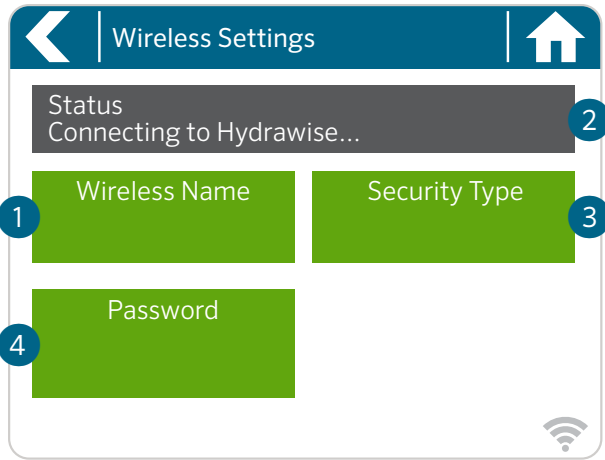 Wireless Settings
Status
Connecting to Hydrawise...
2
Wireless Name
Security Type
1
3
Password
4